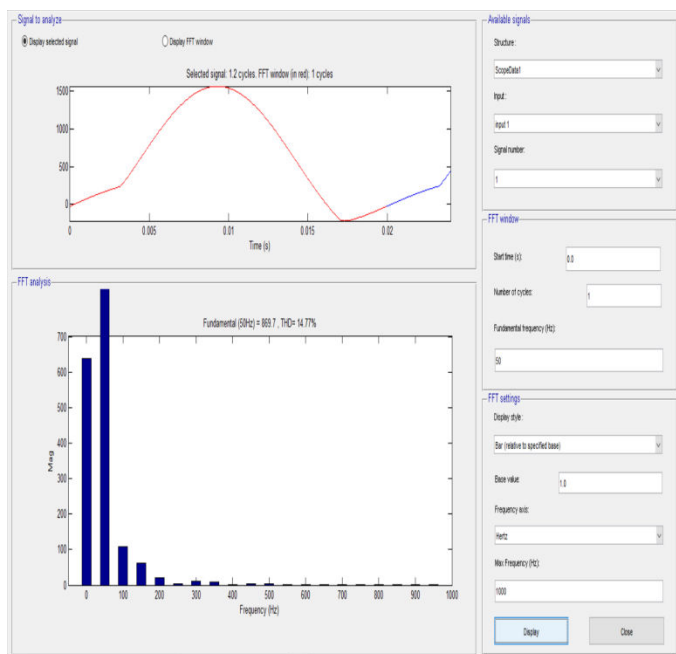 Signal to analyze
Display selected signal
Display FFT window
Selected signal: 1.2 cycles. FFT window (in red): 1 cycles
1500
1000
500
0
0
0.005
0.01
0.015
0.02
Time (s)
FFT analysis
Fundamental (50Hz) = 869.7 , THD= 14.77%
700
600
500
400
300
200
100
0
Mag
0
100
200
300
400
500
600
700
800
900
1000
Frequency (Hz)
Available signals
Structure :
ScopeData1
Input :
input 1
Signal number:
1
FFT window
Start time (s):
0.0
Number of cycles:
1
Fundamental frequency (Hz):
50
FFT settings
Display style :
Bar (relative to specified base)
Base value:
1.0
Frequency axis:
Hertz
Max Frequency (Hz):
1000
Display
Close